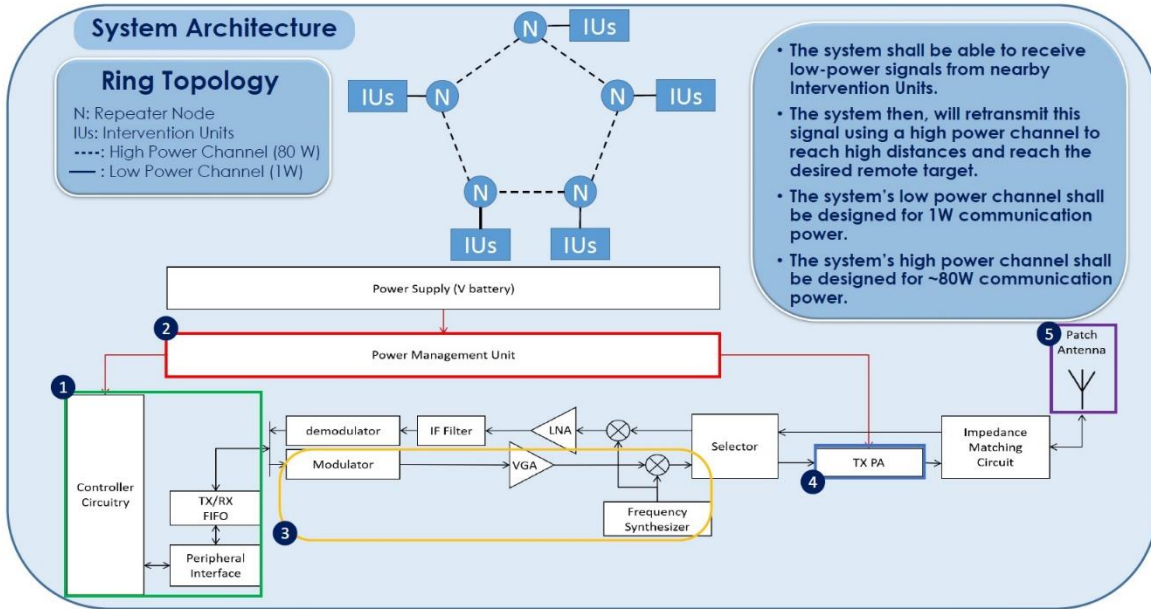 System Architecture
Ring Topology
N: Repeater Node
IUs: Intervention Units
----: High Power Channel (80 W)
— : Low Power Channel (1W)
N
IUs
IUs
N
N
IUs
N
N
IUs
IUs
• The system shall be able to receive
low-power signals from nearby
Intervention Units.
• The system then, will retransmit this
signal using a high power channel to
reach high distances and reach the
desired remote target.
• The system's low power channel shall
be designed for 1W communication
power.
• The system's high power channel shall
be designed for ~80W communication
power.
Power Supply (V battery)
2
Power Management Unit
5
Patch
Antenna
1
Controller
Circuitry
TX/RX
FIFO
Peripheral
Interface
demodulator
IF Filter
LNA
Modulator
VGA
3
Frequency
Synthesizer
Selector
TX PA
4
Impedance
Matching
Circuit